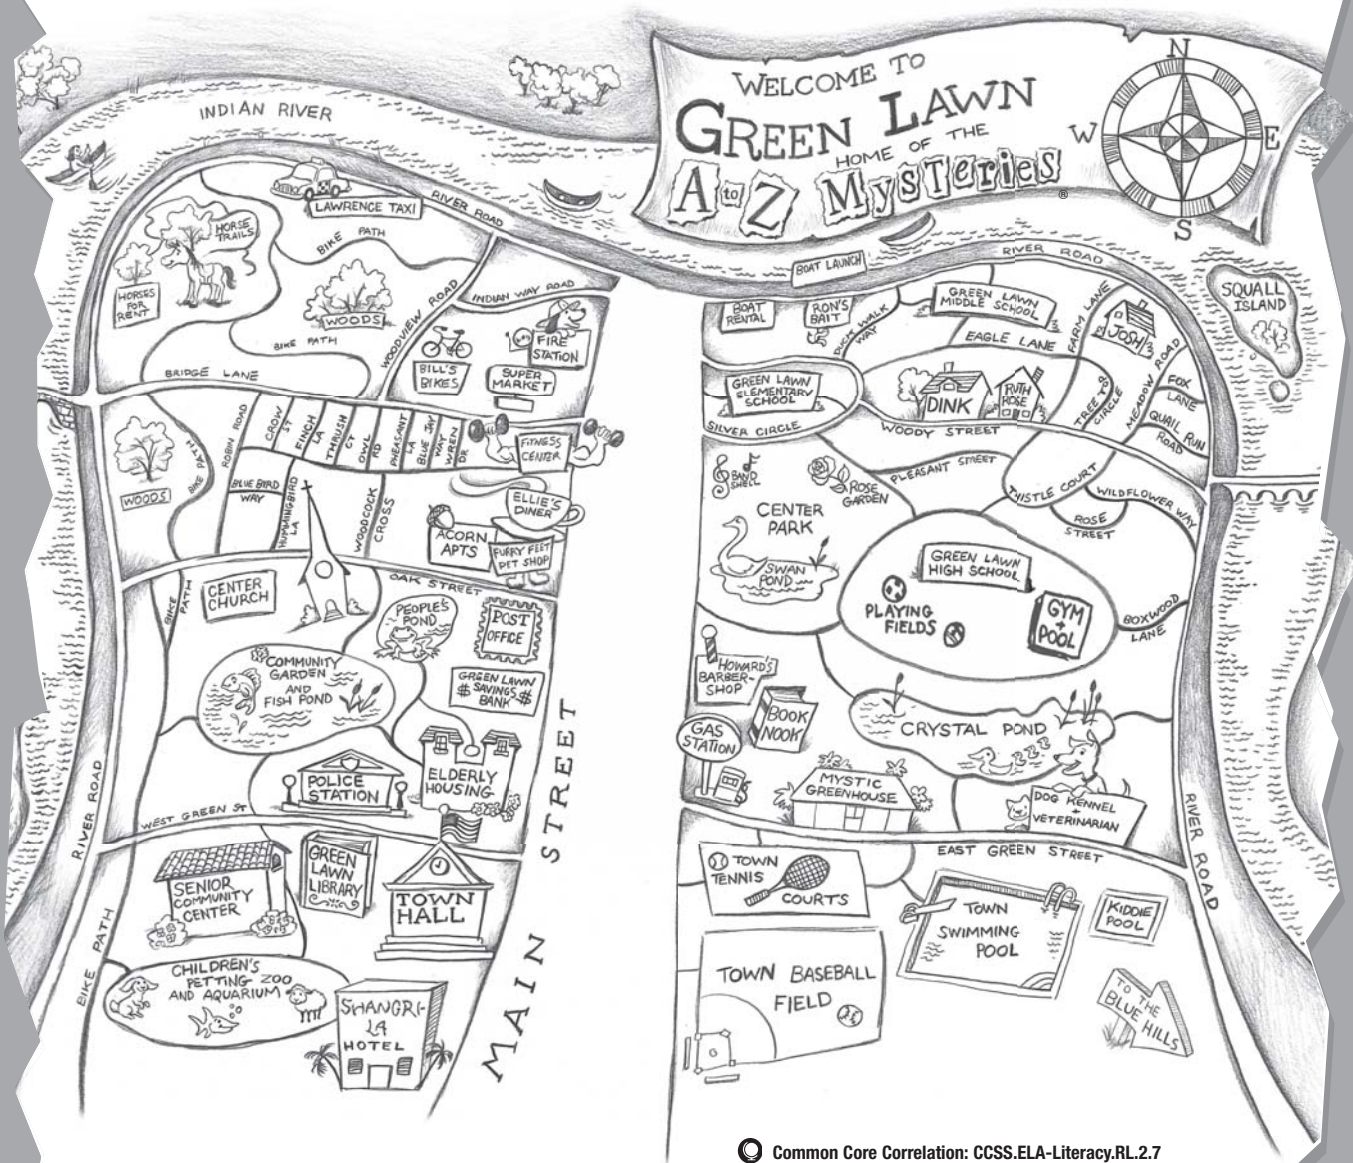 WELCOME TO
GREEN LAWN
HOME OF THE
A to Z MYSTERIES®
N
W
E
S
INDIAN RIVER
LAWRENCE TAXI
RIVER ROAD
HORSE
TRAILS
BIKE PATH
HORSES
FOR
RENT
WOODS
WOODVIEW ROAD
INDIAN WAY ROAD
FIRE
STATION
BILL'S
BIKES
SUPER
MARKET
BIKE PATH
BRIDGE LANE
BOAT LAUNCH
RIVER ROAD
BOAT
RENTAL
RON'S
BAIT
DUCK WALK
WAY
GREEN LAWN
MIDDLE SCHOOL
EAGLE LANE
FARM LANE
JOSH
SQUALL
ISLAND
GREEN LAWN
ELEMENTARY
SCHOOL
DINK
RUTH
ROSE
TREE
CIRCLE
MEADOW ROAD
FOX
LANE
QUAIL RUN
ROAD
SILVER CIRCLE
WOODY STREET
WOODS
BIKE PATH
ROBIN ROAD
CROW
ST
FINCH
LA
THRUSH
CT
OWL
RD
PHEASANT
LA
BLUE JAY
WAY
WREN
DR
FITNESS
CENTER
BLUE BIRD
WAY
HUMMINGBIRD
LA
WOODCOCK
CROSS
ELLIE'S
DINER
ACORN
APTS
FURRY FEET
PET SHOP
BAND
SHELL
ROSE
GARDEN
PLEASANT STREET
THISTLE COURT
WILDFLOWER WAY
ROSE
STREET
CENTER
PARK
SWAN
POND
GREEN LAWN
HIGH SCHOOL
PLAYING
FIELDS
GYM
+
POOL
BOXWOOD
LANE
OAK STREET
BIKE PATH
CENTER
CHURCH
PEOPLE'S
POND
POST
OFFICE
COMMUNITY
GARDEN
AND
FISH POND
GREEN LAWN
$ SAVINGS $
BANK
HOWARD'S
BARBER-
SHOP
BOOK
NOOK
GAS
STATION
CRYSTAL POND
MYSTIC
GREENHOUSE
DOG KENNEL
+
VETERINARIAN
POLICE
STATION
ELDERLY
HOUSING
WEST GREEN ST
RIVER ROAD
MAIN STREET
EAST GREEN STREET
RIVER ROAD
SENIOR
COMMUNITY
CENTER
GREEN
LAWN
LIBRARY
TOWN
HALL
TOWN
TENNIS
COURTS
TOWN
SWIMMING
POOL
KIDDIE
POOL
BIKE PATH
CHILDREN'S
PETTING ZOO
AND AQUARIUM
SHANGRI-
LA
HOTEL
TOWN BASEBALL
FIELD
TO THE
BLUE HILLS
Common Core Correlation: CCSS.ELA-Literacy.RL.2.7